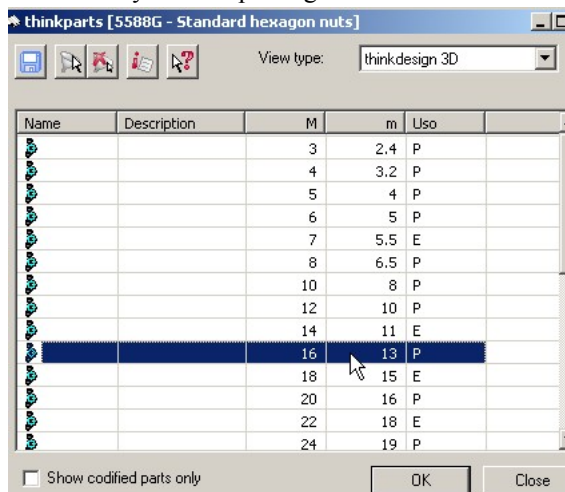 thinkparts [5588G - Standard hexagon nuts]
View type: thinkdesign 3D
Name Description M m Uso
3 2.4 P
4 3.2 P
5 4 P
6 5 P
7 5.5 E
8 6.5 P
10 8 P
12 10 P
14 11 E
16 13 P
18 15 E
20 16 P
22 18 E
24 19 P
Show codified parts only OK Close